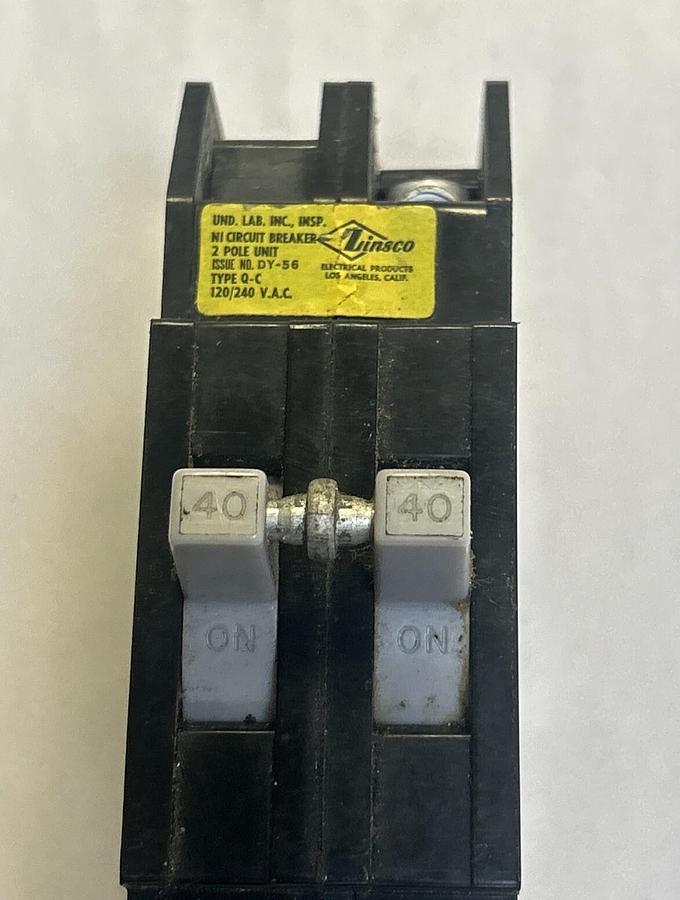 UND. LAB. INC., INSP.
NI CIRCUIT BREAKER
2 POLE UNIT
ISSUE NO. DY-56
TYPE Q-C
120/240 V.A.C.
Zinsco
ELECTRICAL PRODUCTS
LOS ANGELES, CALIF.
40 40
ON ON